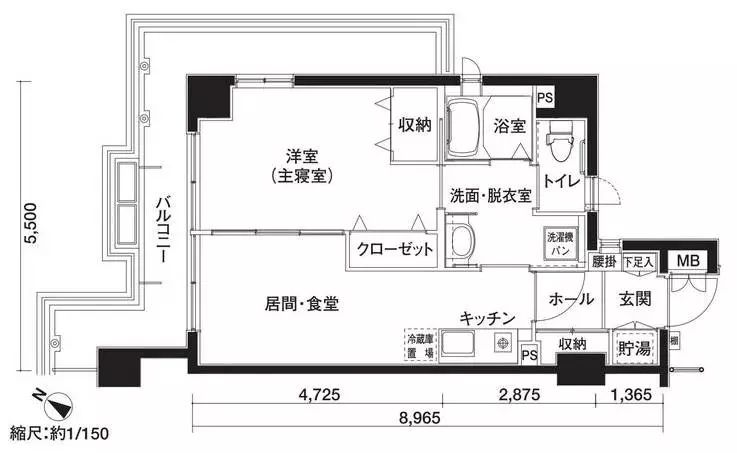 PS
収納
浴室
洋室
(主寝室)
トイレ
洗面・脱衣室
バルコニー
5,500
洗濯機
パン
クローゼット
腰掛
下足入
MB
居間・食堂
ホール
玄関
キッチン
冷蔵庫
置場
PS
収納
貯湯
棚
N
4,725
2,875
1,365
8,965
縮尺:約1/150